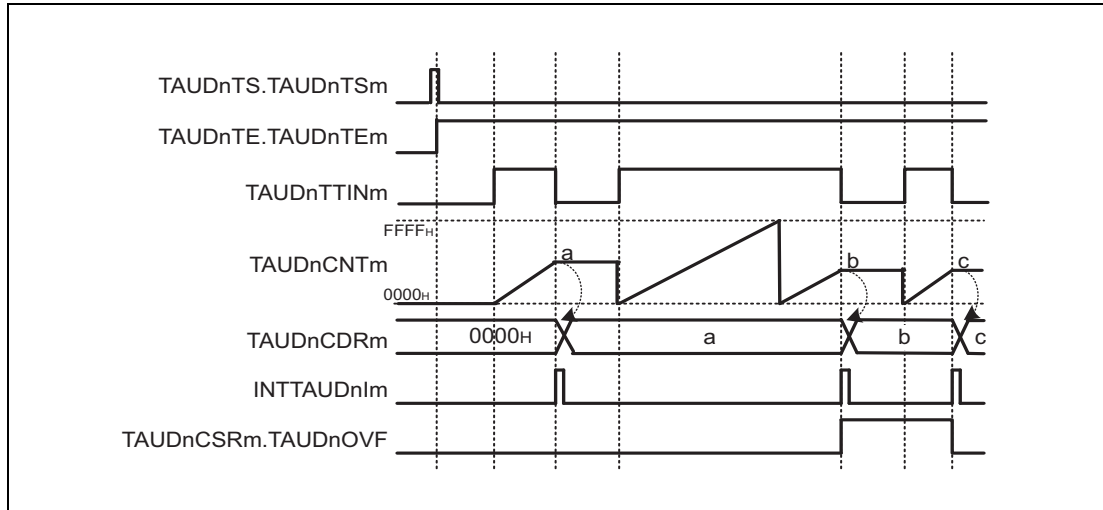 TAUDnTS.TAUDnTSm
TAUDnTE.TAUDnTEm
TAUDnTTINm
FFFFH
TAUDnCNTm
a
b
c
0000H
TAUDnCDRm
0000H
a
b
c
INTTAUDnIm
TAUDnCSRm.TAUDnOVF